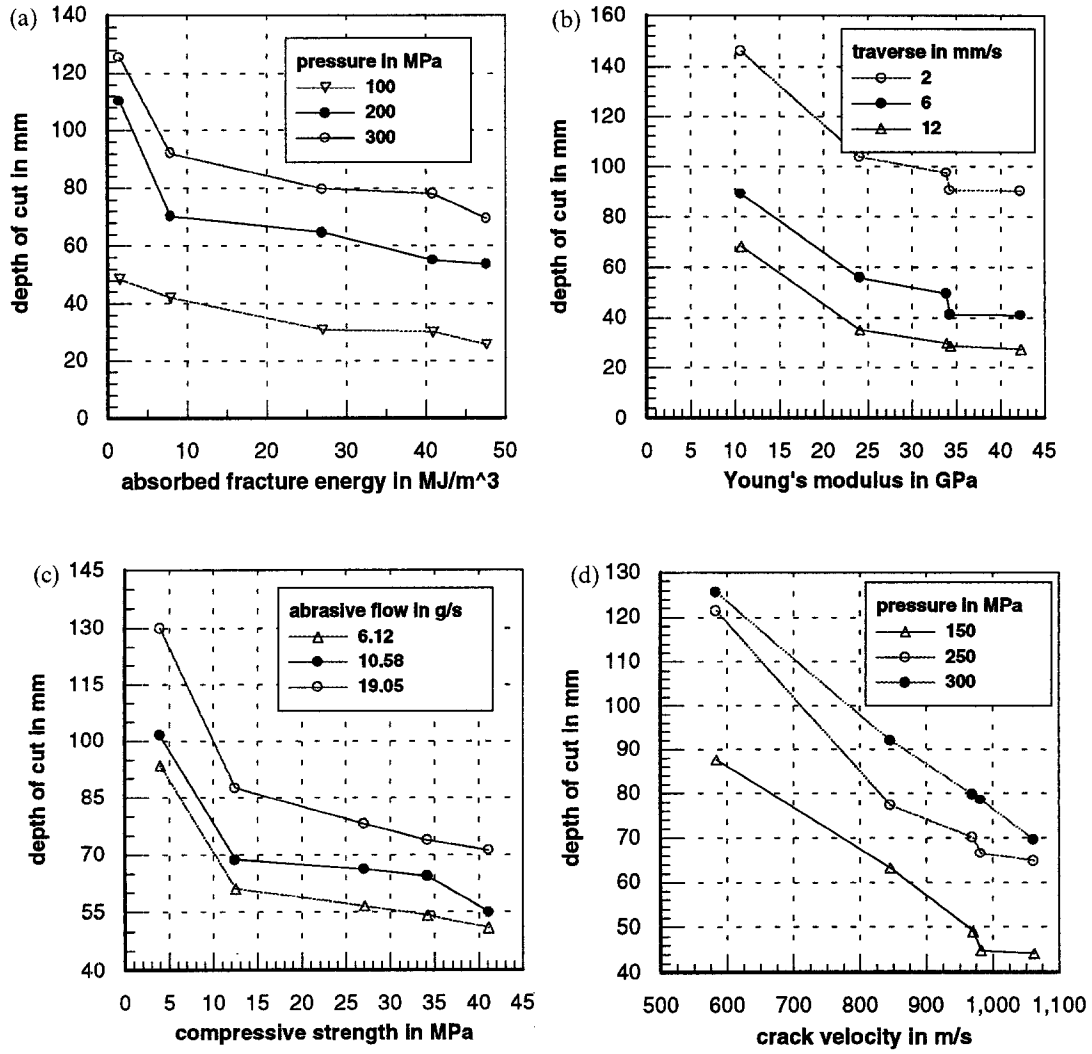 (a)
140
120
100
80
60
40
20
0
depth of cut in mm
pressure in MPa
100
200
300
0 10 20 30 40 50
absorbed fracture energy in MJ/m^3
(b)
160
140
120
100
80
60
40
20
0
depth of cut in mm
traverse in mm/s
2
6
12
0 5 10 15 20 25 30 35 40 45
Young's modulus in GPa
(c)
145
130
115
100
85
70
55
40
depth of cut in mm
abrasive flow in g/s
6.12
10.58
19.05
0 5 10 15 20 25 30 35 40 45
compressive strength in MPa
(d)
130
120
110
100
90
80
70
60
50
40
depth of cut in mm
pressure in MPa
150
250
300
500 600 700 800 900 1,000 1,100
crack velocity in m/s